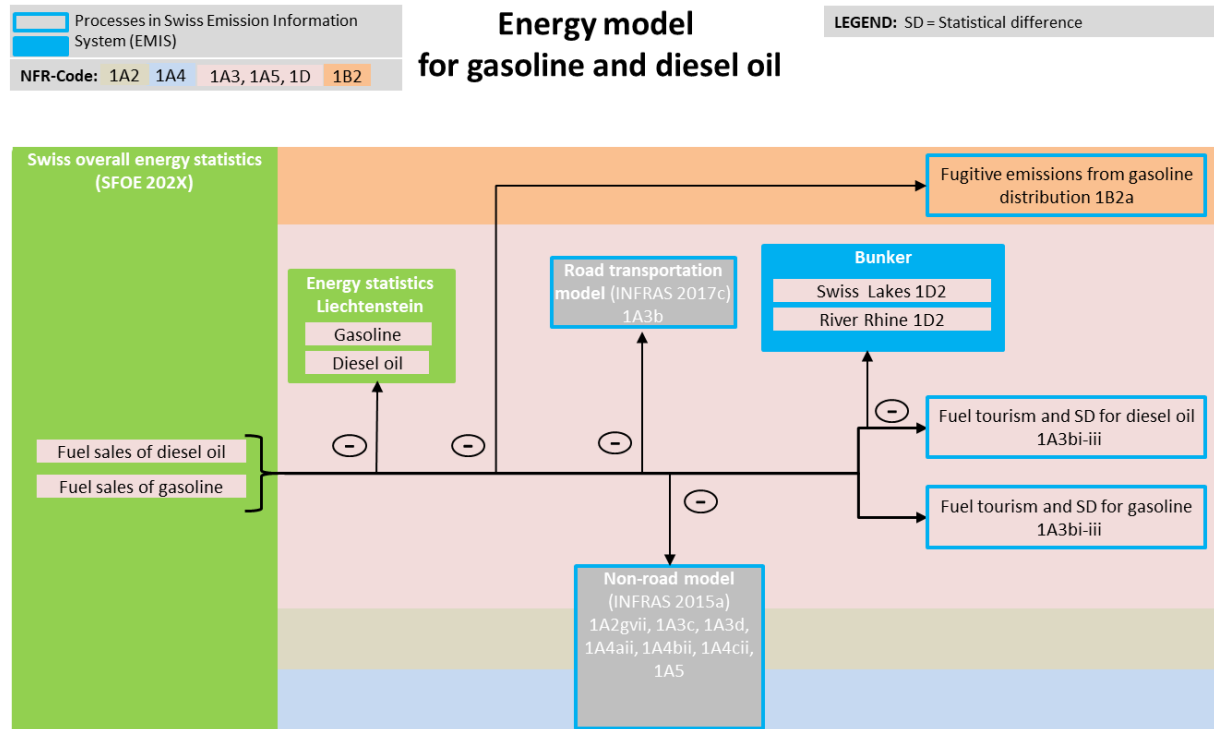 Processes in Swiss Emission Information
System (EMIS)
NFR-Code: 1A2 1A4 1A3, 1A5, 1D 1B2
Energy model
for gasoline and diesel oil
LEGEND: SD = Statistical difference
Swiss overall energy statistics
(SFOE 202X)
Fugitive emissions from gasoline
distribution 1B2a
Energy statistics
Liechtenstein
Gasoline
Diesel oil
Road transportation
model (INFRAS 2017c)
1A3b
Bunker
Swiss Lakes 1D2
River Rhine 1D2
Fuel sales of diesel oil
Fuel sales of gasoline
-
-
-
-
-
Fuel tourism and SD for diesel oil
1A3bi-iii
Fuel tourism and SD for gasoline
1A3bi-iii
Non-road model
(INFRAS 2015a)
1A2gvii, 1A3c, 1A3d,
1A4aii, 1A4bii, 1A4cii,
1A5